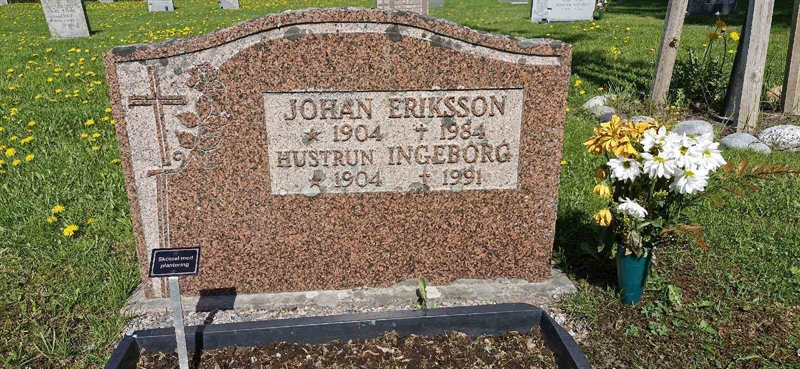 JOHAN ERIKSSON
★ 1904 ✝ 1984
HUSTRUN INGEBORG
★ 1904 ✝ 1991
Skötsel med
plantering